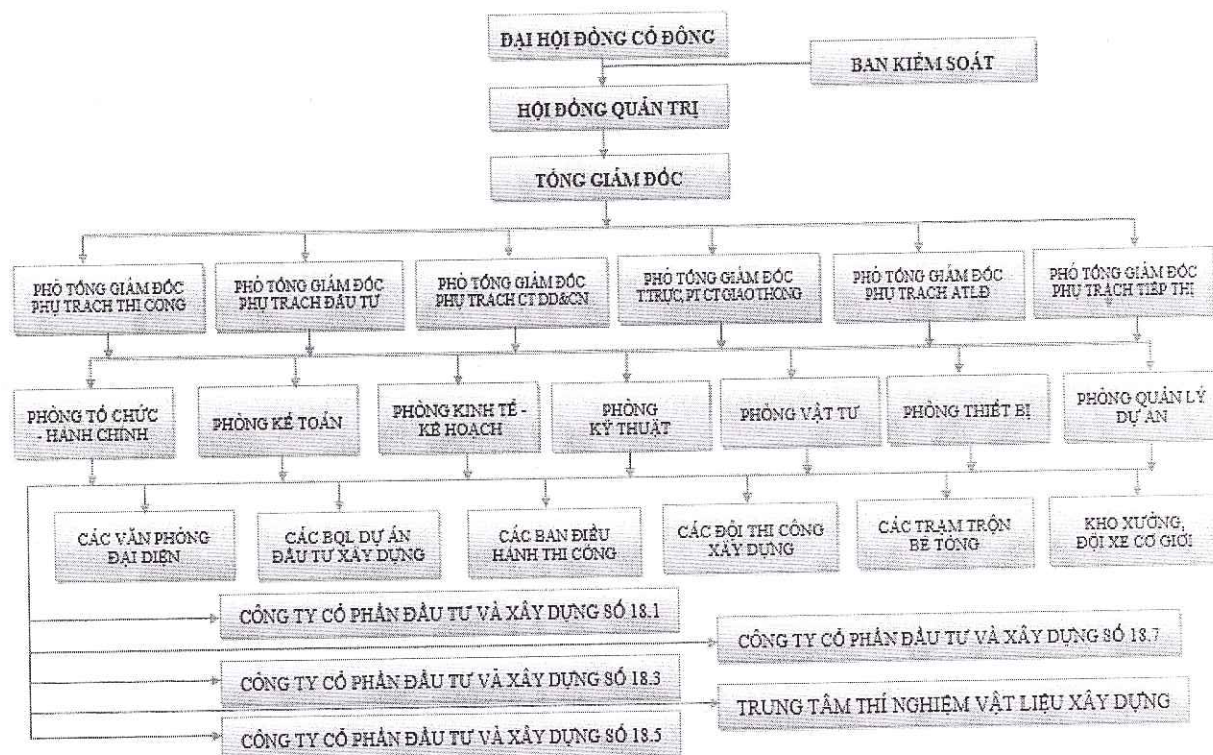 ĐẠI HỘI ĐỒNG CỔ ĐÔNG
BAN KIỂM SOÁT
HỘI ĐỒNG QUẢN TRỊ
TỔNG GIÁM ĐỐC
PHÓ TỔNG GIÁM ĐỐC
PHỤ TRÁCH THI CÔNG
PHÓ TỔNG GIÁM ĐỐC
PHỤ TRÁCH ĐẦU TƯ
PHÓ TỔNG GIÁM ĐỐC
PHỤ TRÁCH CT DD&CN
PHÓ TỔNG GIÁM ĐỐC
T.TRỰC, PT CT GIAO THÔNG
PHÓ TỔNG GIÁM ĐỐC
PHỤ TRÁCH ATLĐ
PHÓ TỔNG GIÁM ĐỐC
PHỤ TRÁCH TIẾP THỊ
PHÒNG TỔ CHỨC
- HÀNH CHÍNH
PHÒNG KẾ TOÁN
PHÒNG KINH TẾ -
KẾ HOẠCH
PHÒNG
KỸ THUẬT
PHÒNG VẬT TƯ
PHÒNG THIẾT BỊ
PHÒNG QUẢN LÝ
DỰ ÁN
CÁC VĂN PHÒNG
ĐẠI DIỆN
CÁC BQL DỰ ÁN
ĐẦU TƯ XÂY DỰNG
CÁC BAN ĐIỀU
HÀNH THI CÔNG
CÁC ĐỘI THI CÔNG
XÂY DỰNG
CÁC TRẠM TRỘN
BÊ TÔNG
KHO XƯỞNG,
ĐỘI XE CƠ GIỚI
CÔNG TY CỔ PHẦN ĐẦU TƯ VÀ XÂY DỰNG SỐ 18.1
CÔNG TY CỔ PHẦN ĐẦU TƯ VÀ XÂY DỰNG SỐ 18.7
CÔNG TY CỔ PHẦN ĐẦU TƯ VÀ XÂY DỰNG SỐ 18.3
TRUNG TÂM THÍ NGHIỆM VẬT LIỆU XÂY DỰNG
CÔNG TY CỔ PHẦN ĐẦU TƯ VÀ XÂY DỰNG SỐ 18.5